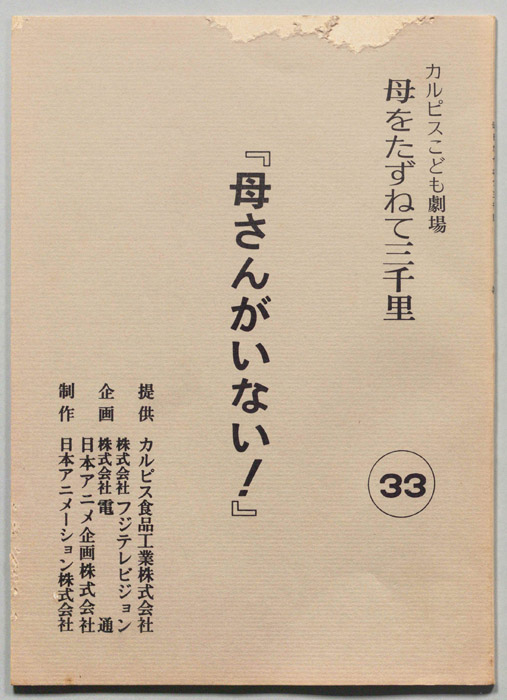 カルピスこども劇場
母をたずねて三千里
33
『母さんがいない！』
提供 カルピス食品工業株式会社
株式会社フジテレビジョン
企画 株式会社電通
日本アニメ企画株式会社
制作 日本アニメーション株式会社